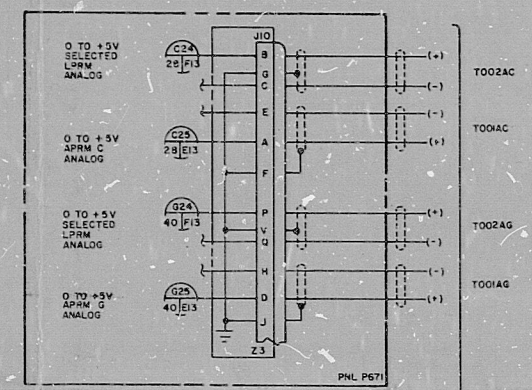 J10
0 TO +5V
SELECTED
LPRM
ANALOG
C24
28 F13
B
(+)
G
C
(-)
T002AC
E
(-)
0 TO +5V
APRM C
ANALOG
C25
28 E13
A
(+)
T001AC
F
0 TO +5V
SELECTED
LPRM
ANALOG
G24
40 F13
P
(+)
V
Q
(-)
T002AG
H
(-)
0 TO +5V
APRM G
ANALOG
G25
40 E13
D
(+)
T001AG
J
Z3
PNL P671